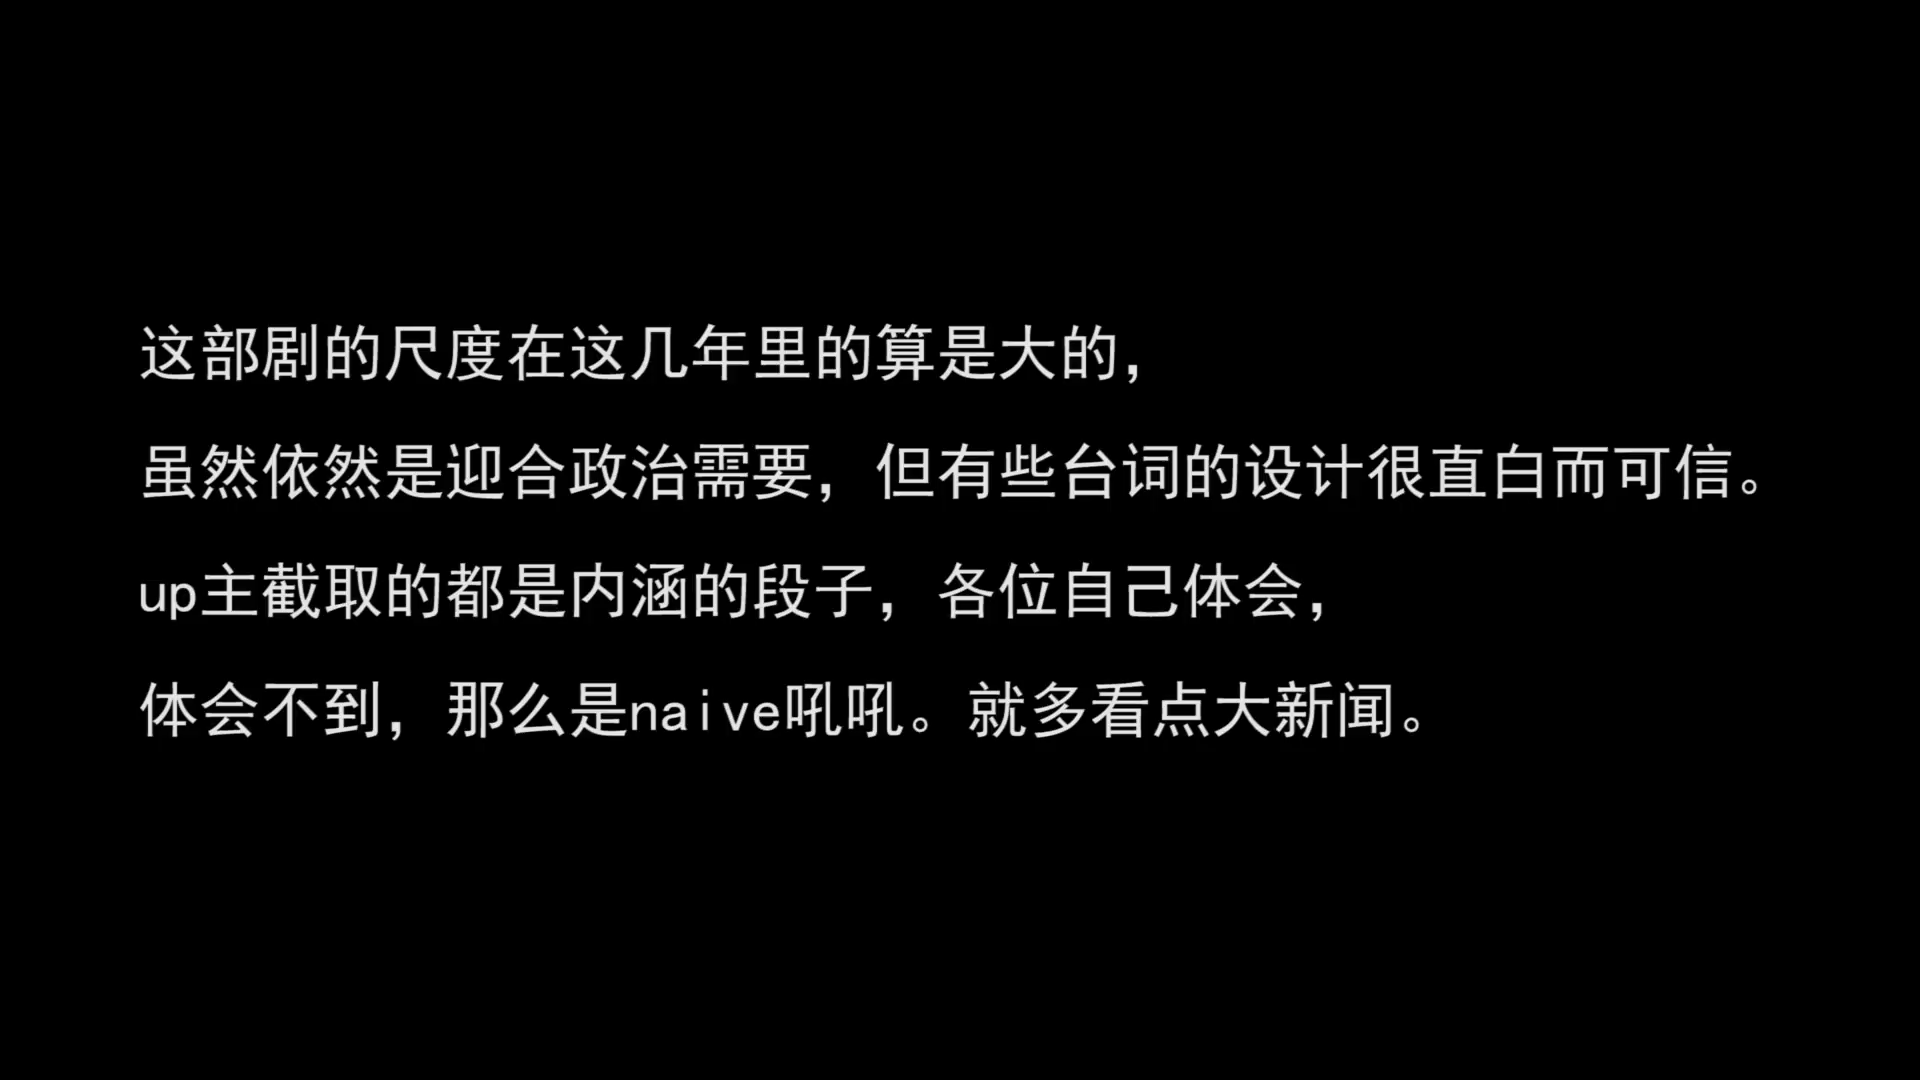 这部剧的尺度在这几年里的算是大的，
虽然依然是迎合政治需要，但有些台词的设计很直白而可信。
up主截取的都是内涵的段子，各位自己体会，
体会不到，那么是naive吼吼。就多看点大新闻。